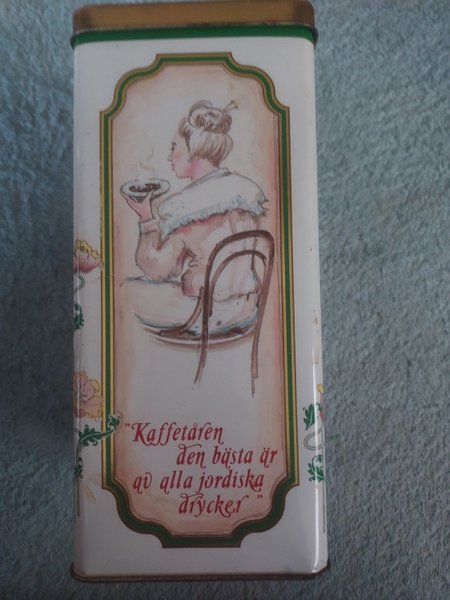 "Kaffetåren
den bästa är
av alla jordiska
drycker"